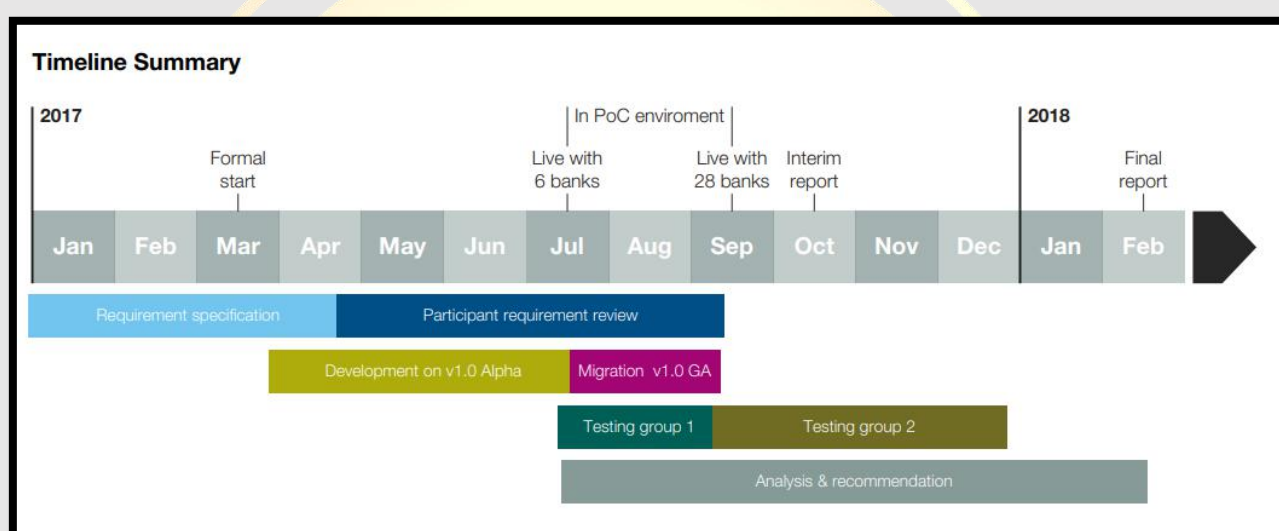 Timeline Summary
2017
In PoC enviroment
2018
Formal
start
Live with
6 banks
Live with
28 banks
Interim
report
Final
report
Jan
Feb
Mar
Apr
May
Jun
Jul
Aug
Sep
Oct
Nov
Dec
Jan
Feb
Requirement specification
Participant requirement review
Development on v1.0 Alpha
Migration v1.0 GA
Testing group 1
Testing group 2
Analysis & recommendation